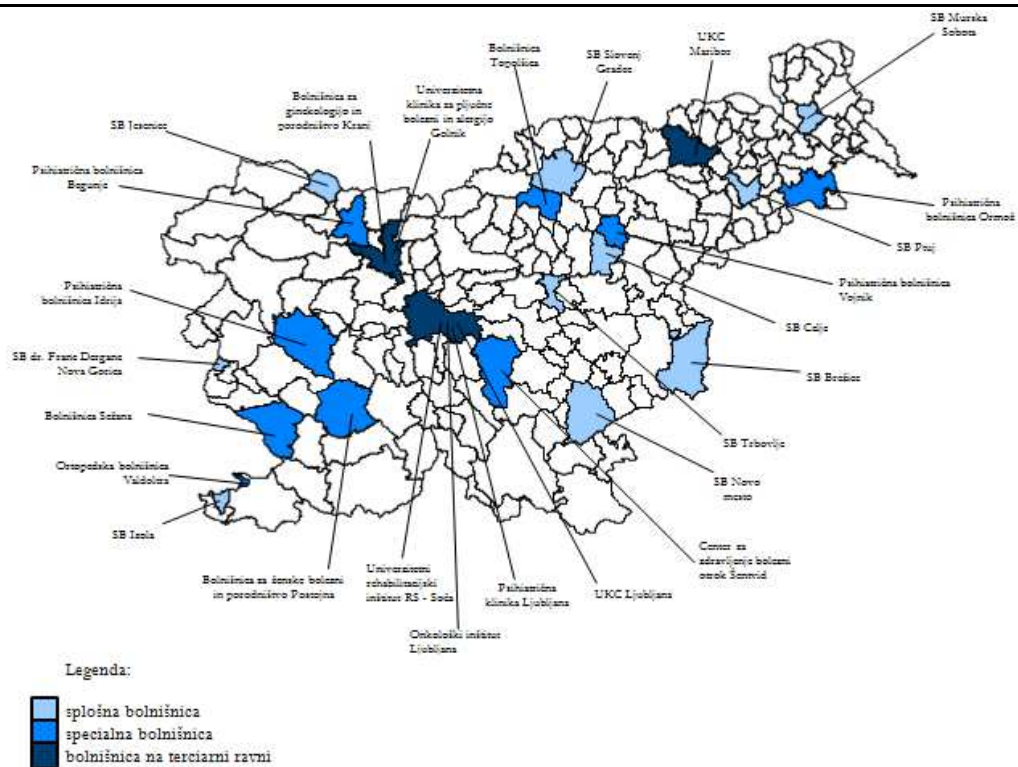 SB Murska
Sobota
UKC
Maribor
Bolnišnica
Topolšica
SB Slovenj
Gradec
Bolnišnica za
ginekologijo in
porodništvo Kranj
Univerzitetna
klinika za pljučne
bolezni in alergijo
Golnik
SB Jesenice
Psihiatrična bolnišnica
Begunje
Psihiatrična
bolnišnica Ormož
SB Ptuj
Psihiatrična
bolnišnica Idrija
Psihiatrična bolnišnica
Vojnik
SB Celje
SB dr. Franc Dergane
Nova Gorica
SB Brežice
Bolnišnica Sežana
SB Trbovlje
Ortopedska bolnišnica
Valdoltra
SB Novo
mesto
SB Izola
Center za
zdravljenje bolezni
otrok Šentvid
Bolnišnica za ženske bolezni
in porodništvo Postojna
Univerzitetni
rehabilitacijski
inštitut RS - Soča
Psihiatrična
klinika Ljubljana
UKC Ljubljana
Onkološki inštitut
Ljubljana
Legenda:
splošna bolnišnica
specialna bolnišnica
bolnišnica na terciarni ravni